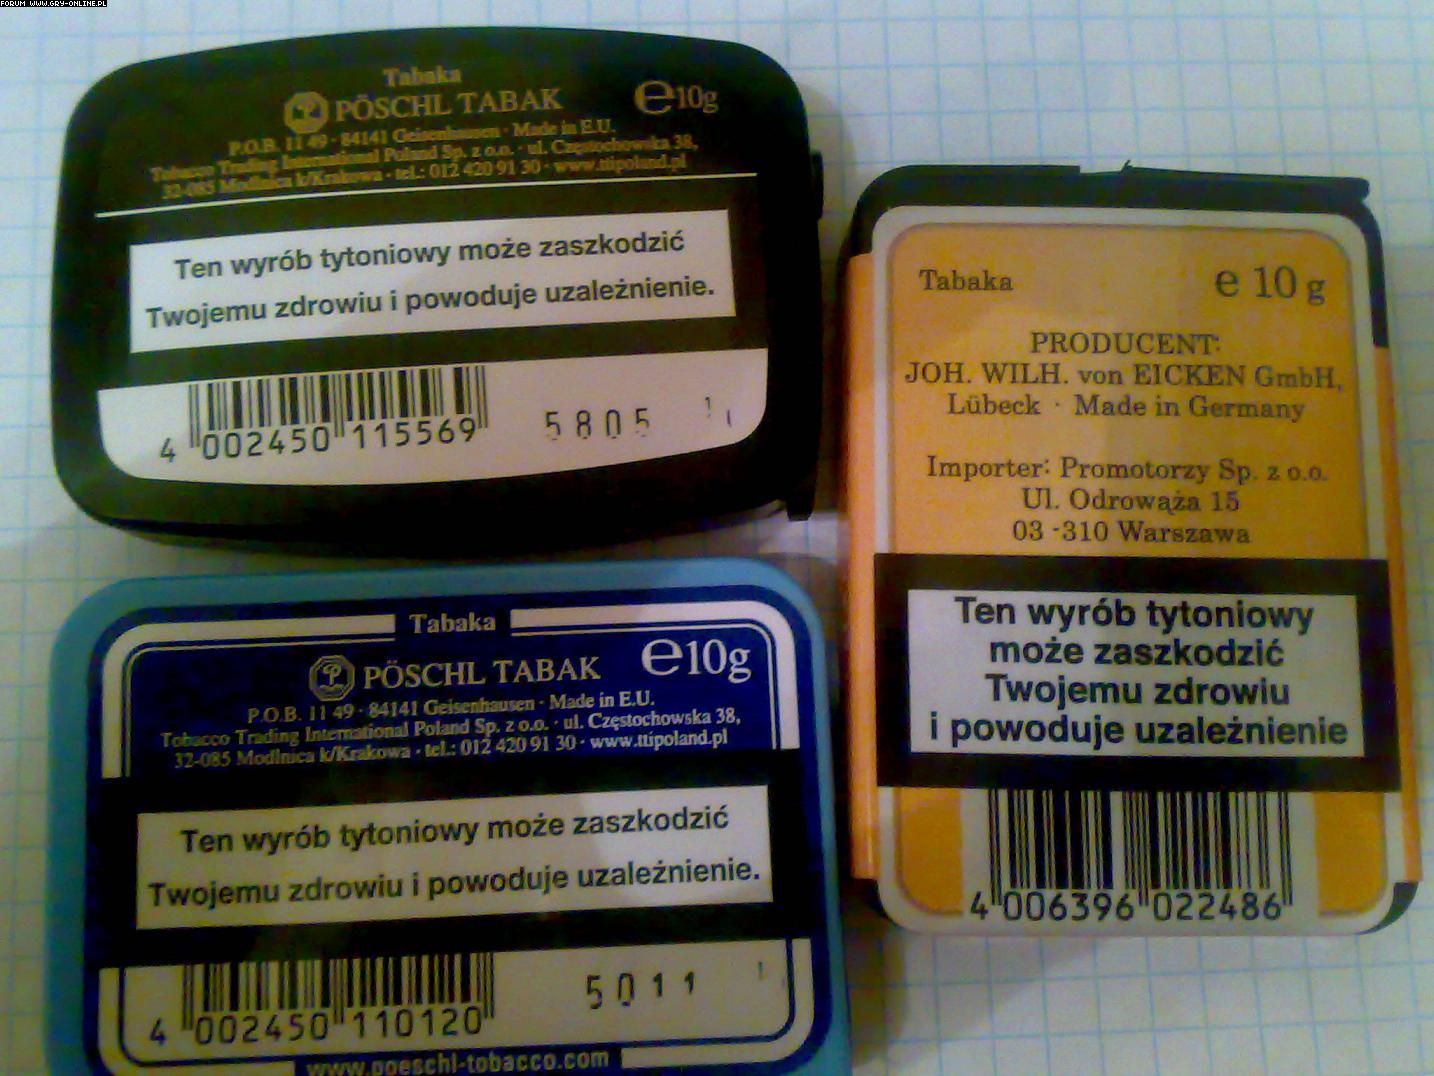 FORUM WWW.GRY-ONLINE.PL
Tabaka
PÖSCHL TABAK e10g
P.O.B. 11 49 · 84141 Geisenhausen · Made in E.U.
Tobacco Trading International Poland Sp. z o.o. · ul. Częstochowska 38,
32-085 Modlnica k/Krakowa · tel.: 012 420 91 30 · www.ttipoland.pl
Ten wyrób tytoniowy może zaszkodzić
Twojemu zdrowiu i powoduje uzależnienie.
4 002450 115569 5805
Tabaka
PÖSCHL TABAK e10g
P.O.B. 11 49 · 84141 Geisenhausen · Made in E.U.
Tobacco Trading International Poland Sp. z o.o. · ul. Częstochowska 38,
32-085 Modlnica k/Krakowa · tel.: 012 420 91 30 · www.ttipoland.pl
Ten wyrób tytoniowy może zaszkodzić
Twojemu zdrowiu i powoduje uzależnienie.
4 002450 110120 5011
www.poeschl-tobacco.com
Tabaka e 10 g
PRODUCENT:
JOH. WILH. von EICKEN GmbH,
Lübeck · Made in Germany
Importer: Promotorzy Sp. z o.o.
Ul. Odrowąża 15
03 -310 Warszawa
Ten wyrób tytoniowy
może zaszkodzić
Twojemu zdrowiu
i powoduje uzależnienie
4 006396 022486